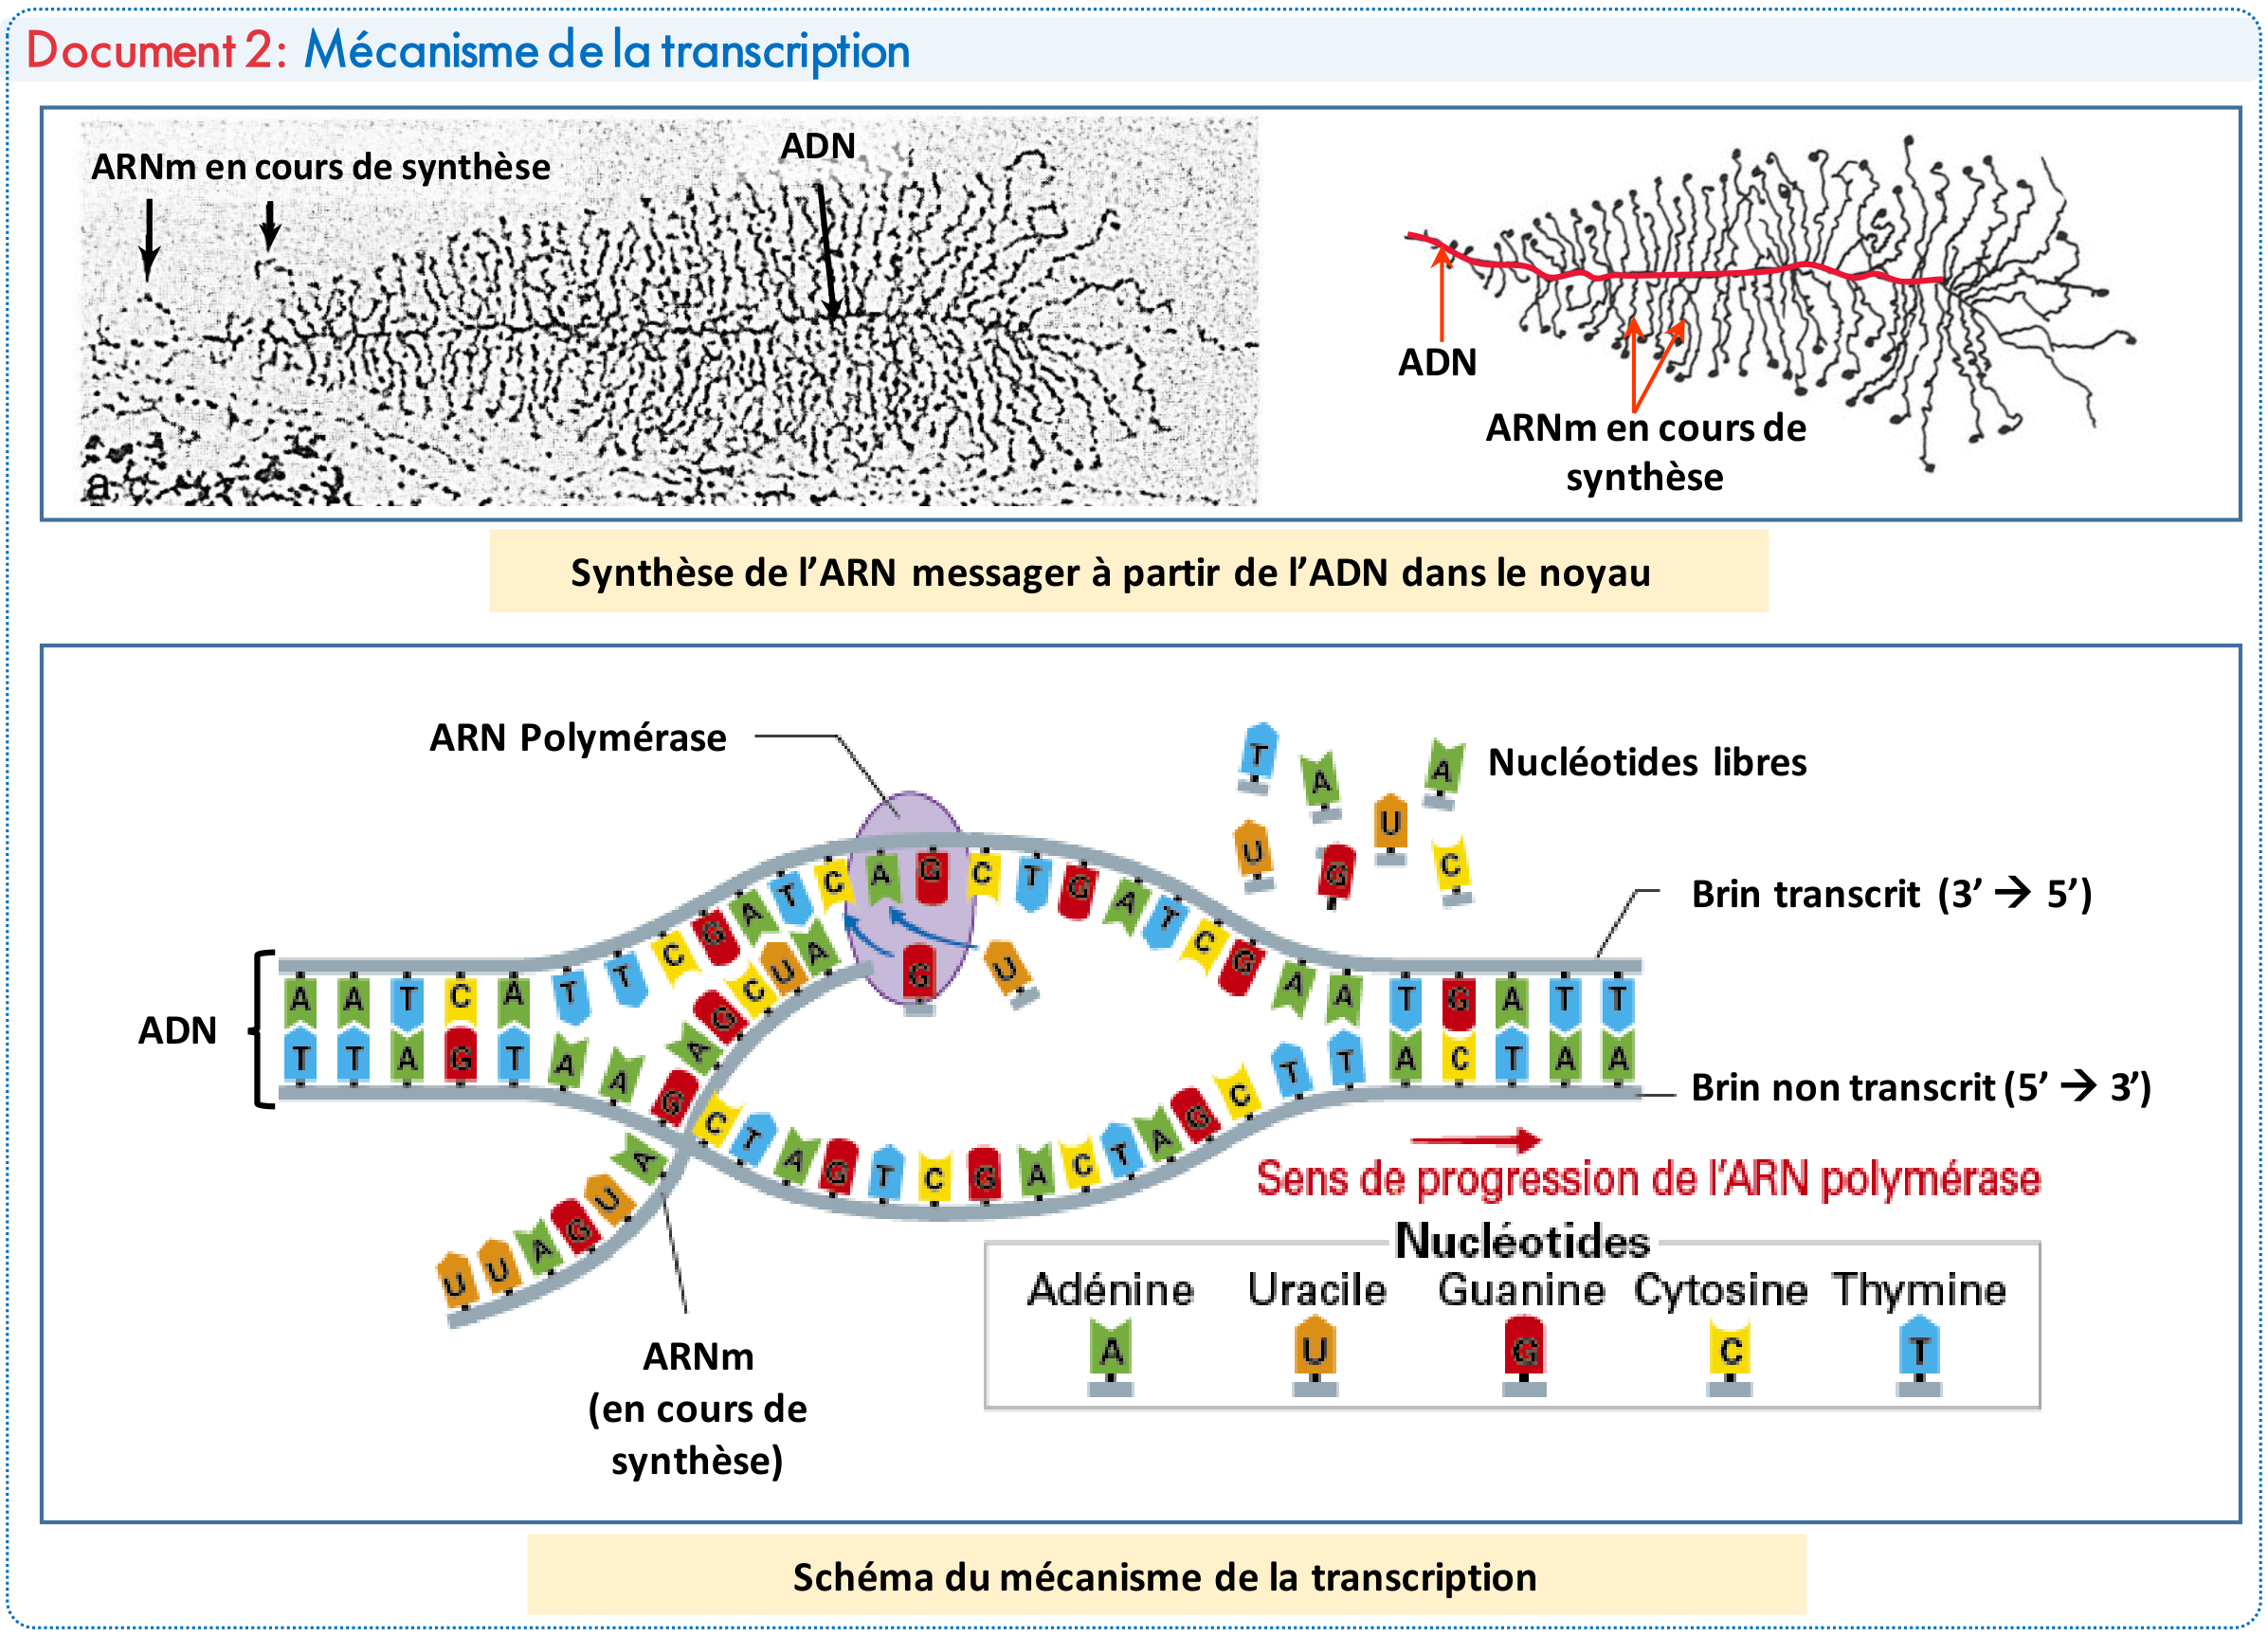 Document 2: Mécanisme de la transcription
ARNm en cours de synthèse
ADN
a
ADN
ARNm en cours de
synthèse
Synthèse de l’ARN messager à partir de l’ADN dans le noyau
ARN Polymérase
T A A
Nucléotides libres
U G U C
Brin transcrit (3’ → 5’)
A A T C A T T C G A T C A G C T G A T C G A A T G A T T
A G C U A
G U
ADN
T T A G T A A G C T A G T C G A C T A G C T T A C T A A
Brin non transcrit (5’ → 3’)
U U A G U A
Sens de progression de l’ARN polymérase
Nucléotides
Adénine Uracile Guanine Cytosine Thymine
A U G C T
ARNm
(en cours de
synthèse)
Schéma du mécanisme de la transcription